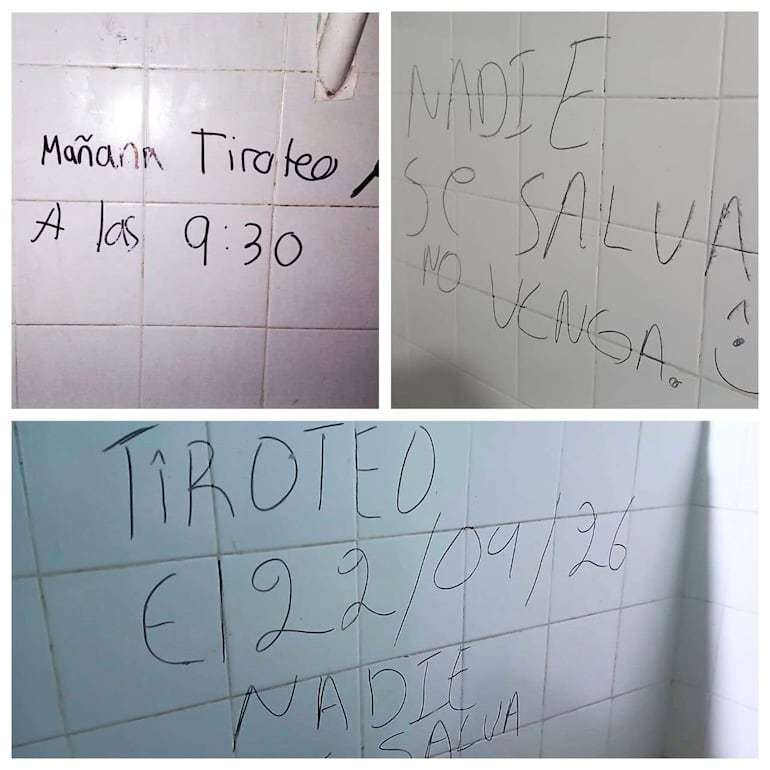 Mañana Tiroteo
A las 9:30
NADIE
Se SALVA
NO VENGA.
TIROTEO
El 22/09/26
NADIE
SALVA